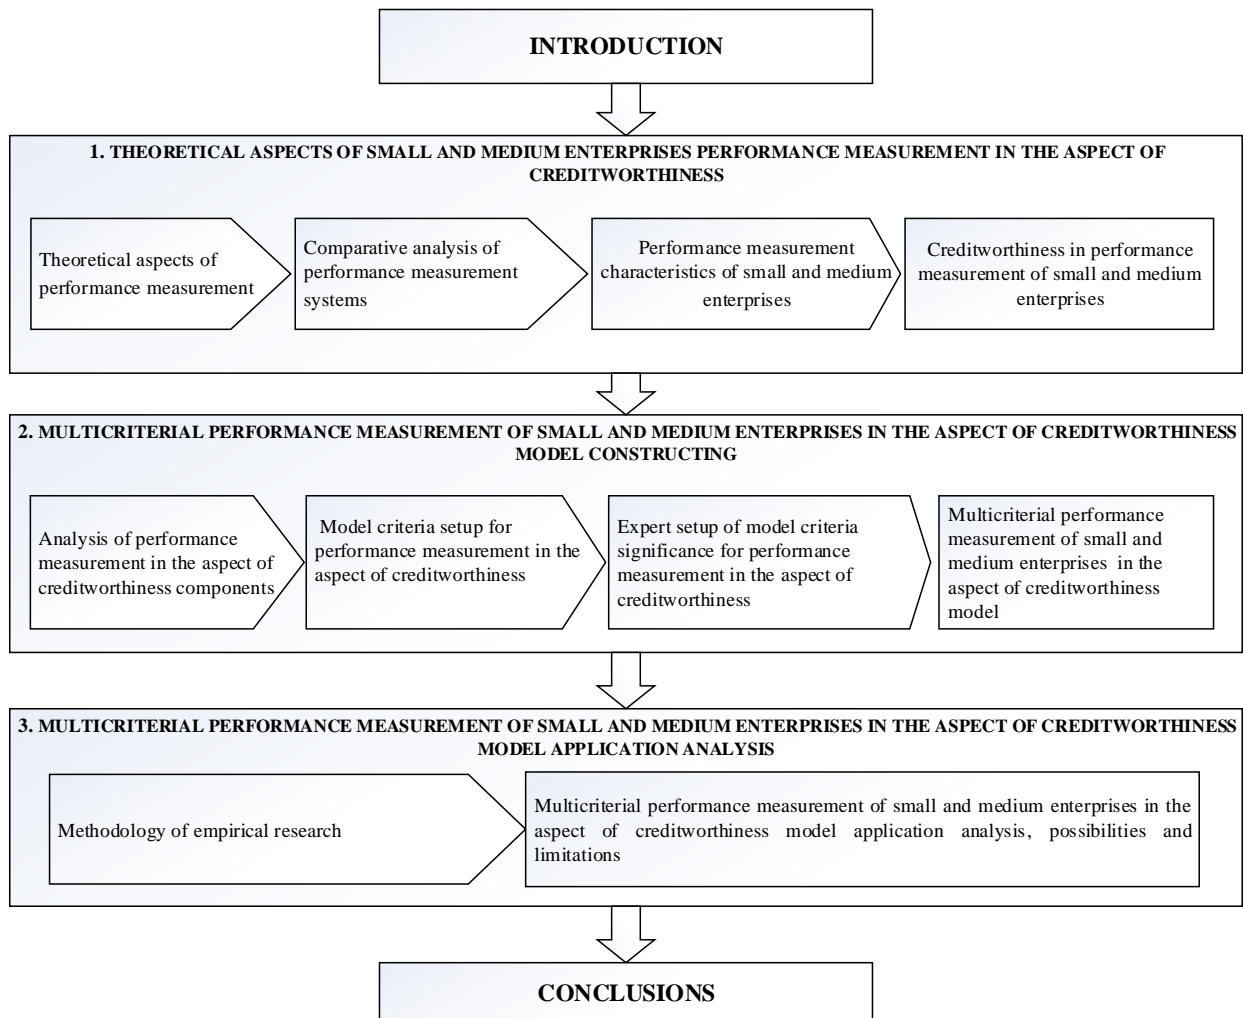 INTRODUCTION
1. THEORETICAL ASPECTS OF SMALL AND MEDIUM ENTERPRISES PERFORMANCE MEASUREMENT IN THE ASPECT OF
CREDITWORTHINESS
Theoretical aspects of
performance measurement
Comparative analysis of
performance measurement
systems
Performance measurement
characteristics of small and medium
enterprises
Creditworthiness in performance
measurement of small and medium
enterprises
2. MULTICRITERIAL PERFORMANCE MEASUREMENT OF SMALL AND MEDIUM ENTERPRISES IN THE ASPECT OF CREDITWORTHINESS
MODEL CONSTRUCTING
Analysis of performance
measurement in the aspect of
creditworthiness components
Model criteria setup for
performance measurement in the
aspect of creditworthiness
Expert setup of model criteria
significance for performance
measurement in the aspect of
creditworthiness
Multicriterial performance
measurement of small and
medium enterprises in the
aspect of creditworthiness
model
3. MULTICRITERIAL PERFORMANCE MEASUREMENT OF SMALL AND MEDIUM ENTERPRISES IN THE ASPECT OF CREDITWORTHINESS
MODEL APPLICATION ANALYSIS
Methodology of empirical research
Multicriterial performance measurement of small and medium enterprises in the
aspect of creditworthiness model application analysis, possibilities and
limitations
CONCLUSIONS